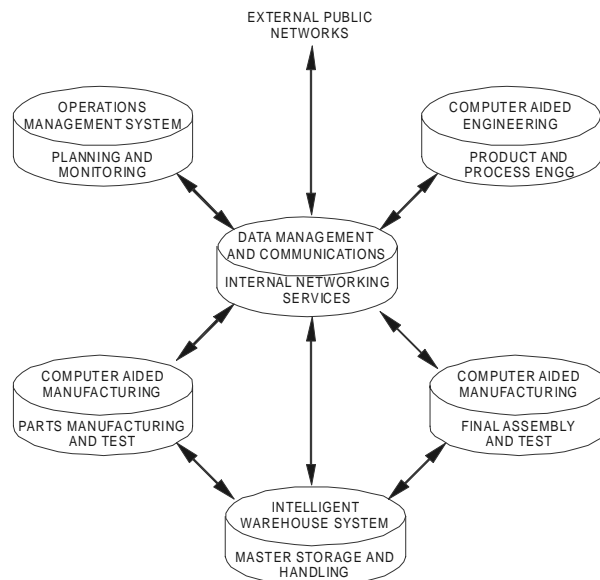 EXTERNAL PUBLIC
NETWORKS
OPERATIONS
MANAGEMENT SYSTEM
PLANNING AND
MONITORING
COMPUTER AIDED
ENGINEERING
PRODUCT AND
PROCESS ENGG
DATA MANAGEMENT
AND COMMUNICATIONS
INTERNAL NETWORKING
SERVICES
COMPUTER AIDED
MANUFACTURING
PARTS MANUFACTURING
AND TEST
COMPUTER AIDED
MANUFACTURING
FINAL ASSEMBLY
AND TEST
INTELLIGENT
WAREHOUSE SYSTEM
MASTER STORAGE AND
HANDLING